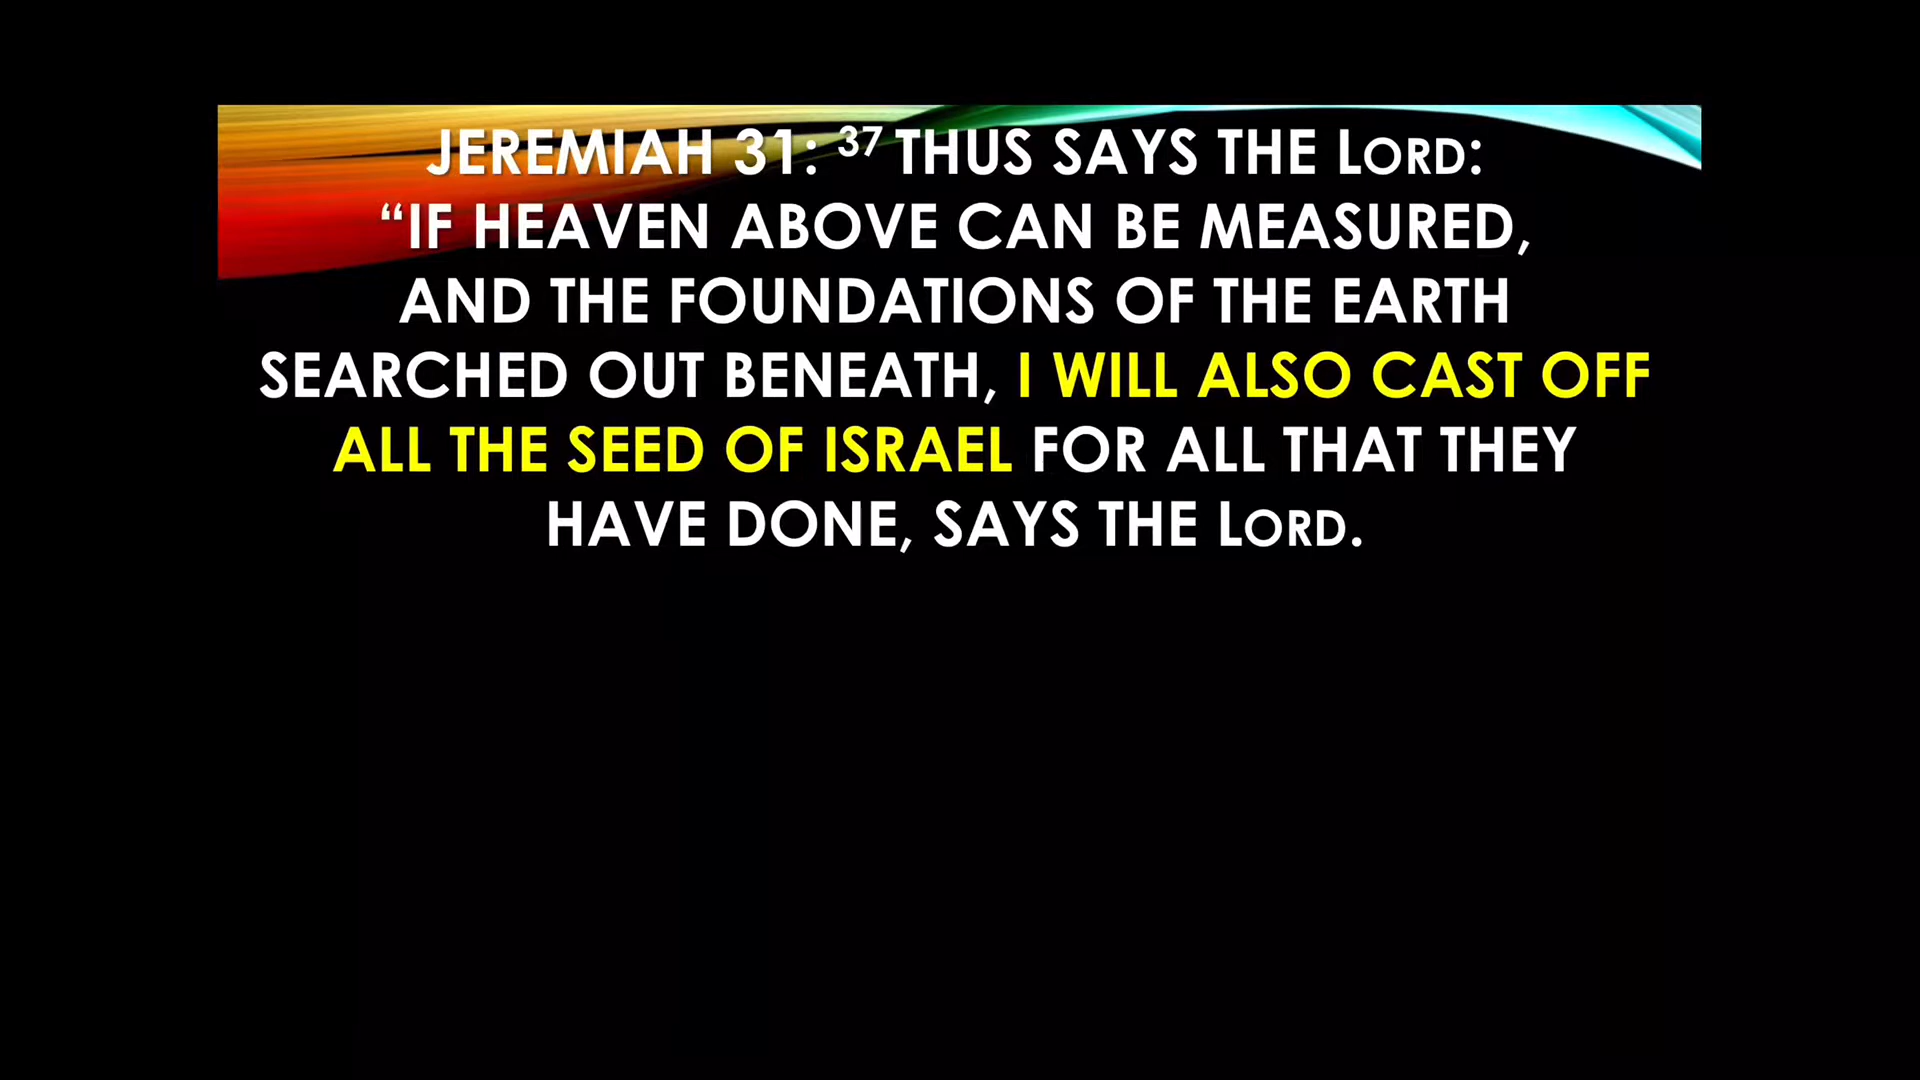 JEREMIAH 31: 37 THUS SAYS THE LORD:
“IF HEAVEN ABOVE CAN BE MEASURED,
AND THE FOUNDATIONS OF THE EARTH
SEARCHED OUT BENEATH, I WILL ALSO CAST OFF
ALL THE SEED OF ISRAEL FOR ALL THAT THEY
HAVE DONE, SAYS THE LORD.